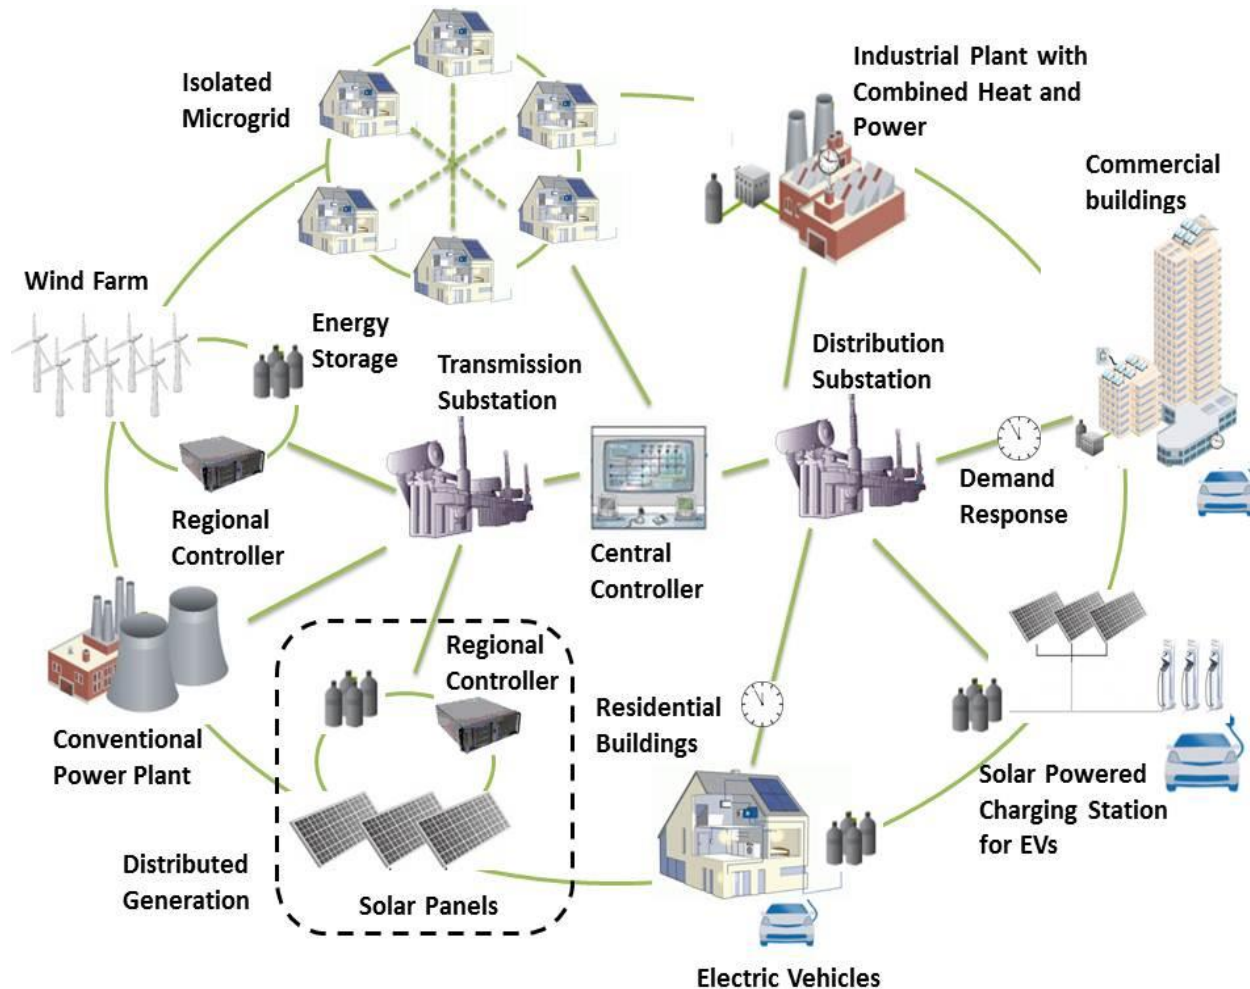 Isolated
Microgrid
Industrial Plant with
Combined Heat and
Power
Commercial
buildings
Wind Farm
Energy
Storage
Transmission
Substation
Distribution
Substation
Regional
Controller
Central
Controller
Demand
Response
Regional
Controller
Residential
Buildings
Conventional
Power Plant
Solar Powered
Charging Station
for EVs
Distributed
Generation
Solar Panels
Electric Vehicles